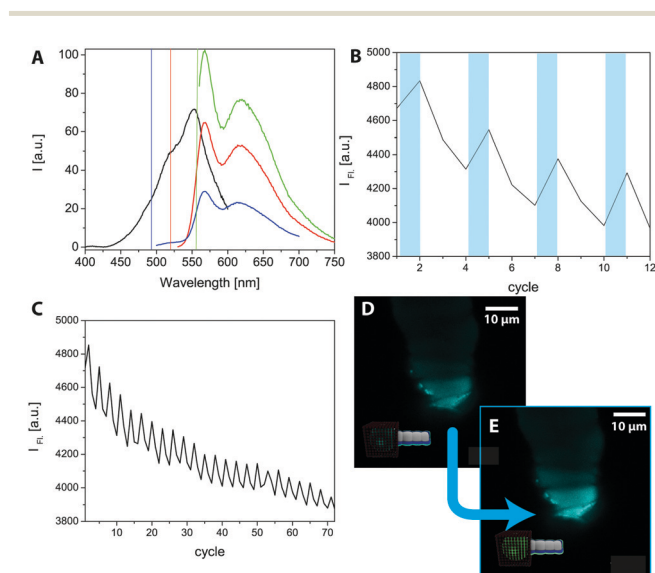 A
I [a.u.]
100
80
60
40
20
0
400 450 500 550 600 650 700 750
Wavelength [nm]
B
I Fl. [a.u.]
5000
4800
4600
4400
4200
4000
3800
2 4 6 8 10 12
cycle
C
I Fl. [a.u.]
5000
4800
4600
4400
4200
4000
3800
10 20 30 40 50 60 70
cycle
D
10 µm
E
10 µm